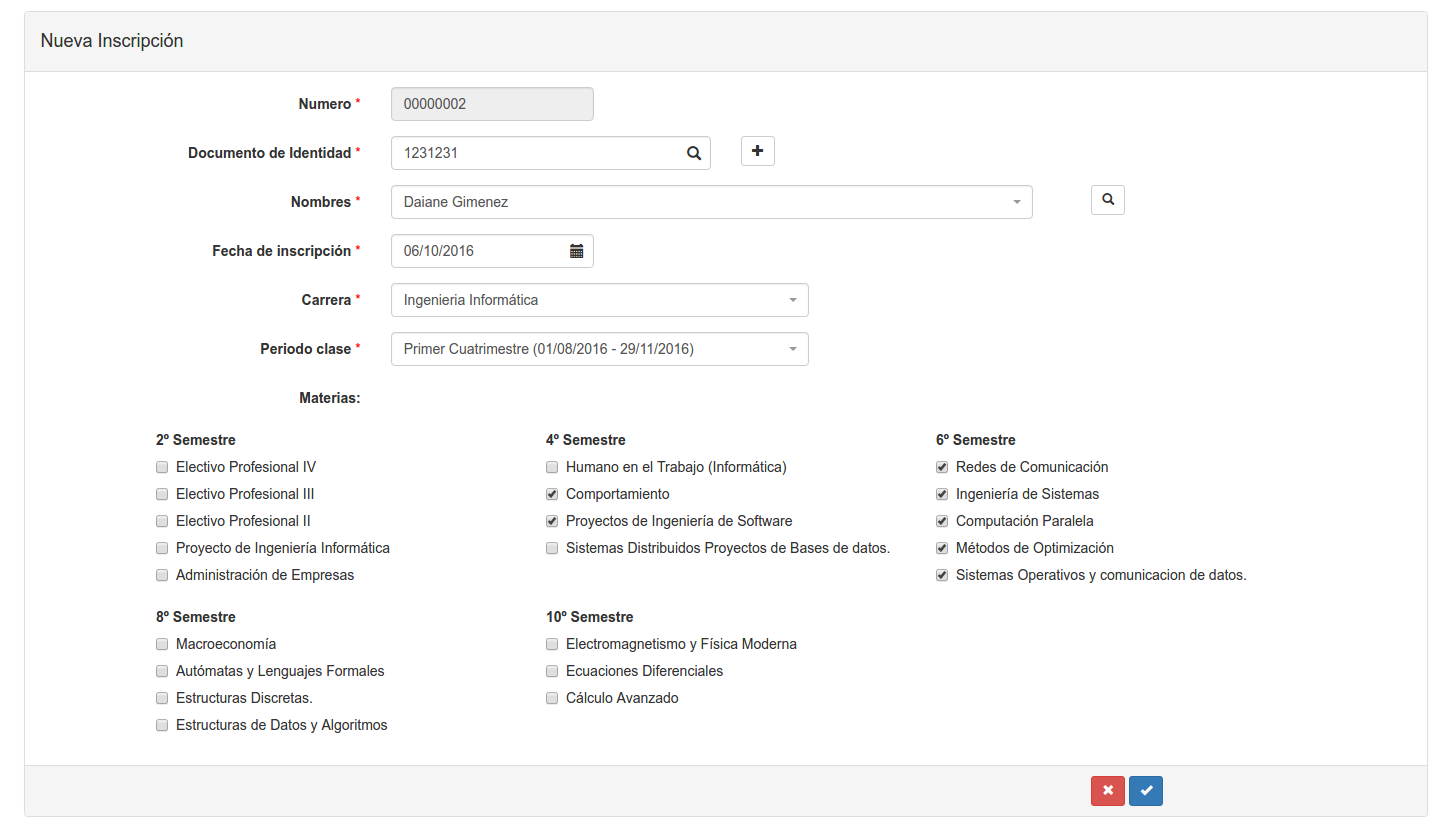 Nueva Inscripción
Numero *
00000002
Documento de Identidad *
1231231
Nombres *
Daiane Gimenez
Fecha de inscripción *
06/10/2016
Carrera *
Ingenieria Informática
Periodo clase *
Primer Cuatrimestre (01/08/2016 - 29/11/2016)
Materias:
2º Semestre
Electivo Profesional IV
Electivo Profesional III
Electivo Profesional II
Proyecto de Ingeniería Informática
Administración de Empresas
4º Semestre
Humano en el Trabajo (Informática)
Comportamiento
Proyectos de Ingeniería de Software
Sistemas Distribuidos Proyectos de Bases de datos.
6º Semestre
Redes de Comunicación
Ingeniería de Sistemas
Computación Paralela
Métodos de Optimización
Sistemas Operativos y comunicacion de datos.
8º Semestre
Macroeconomía
Autómatas y Lenguajes Formales
Estructuras Discretas.
Estructuras de Datos y Algoritmos
10º Semestre
Electromagnetismo y Física Moderna
Ecuaciones Diferenciales
Cálculo Avanzado